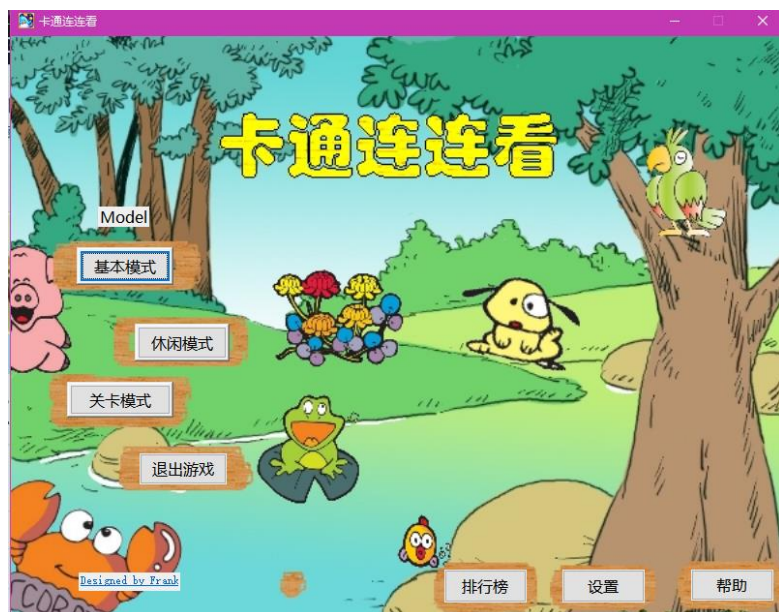 卡通连连看
卡通连连看
Model
基本模式
休闲模式
关卡模式
退出游戏
Designed by Frank
排行榜
设置
帮助